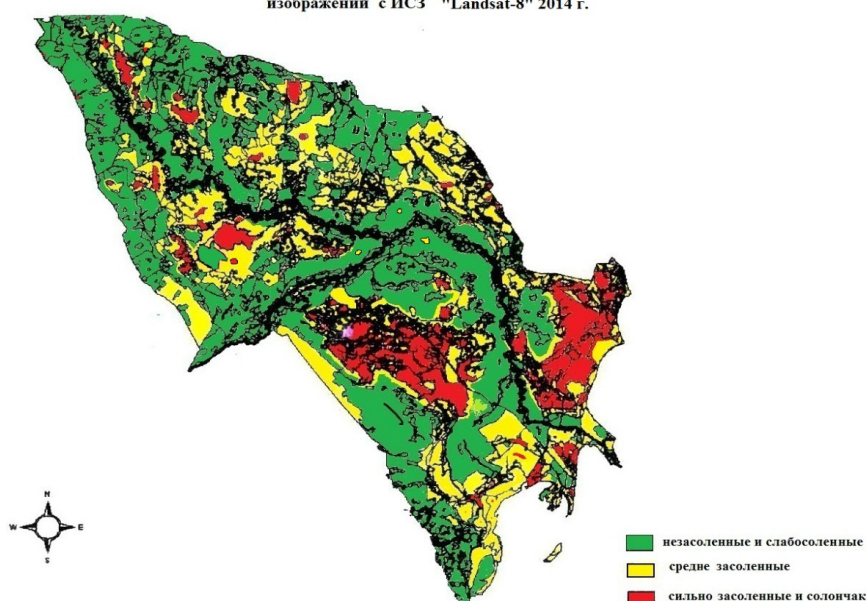 изображений с ИСЗ "Landsat-8" 2014 г.
N
W E
S
незасоленные и слабосоленные
средне засоленные
сильно засоленные и солончак